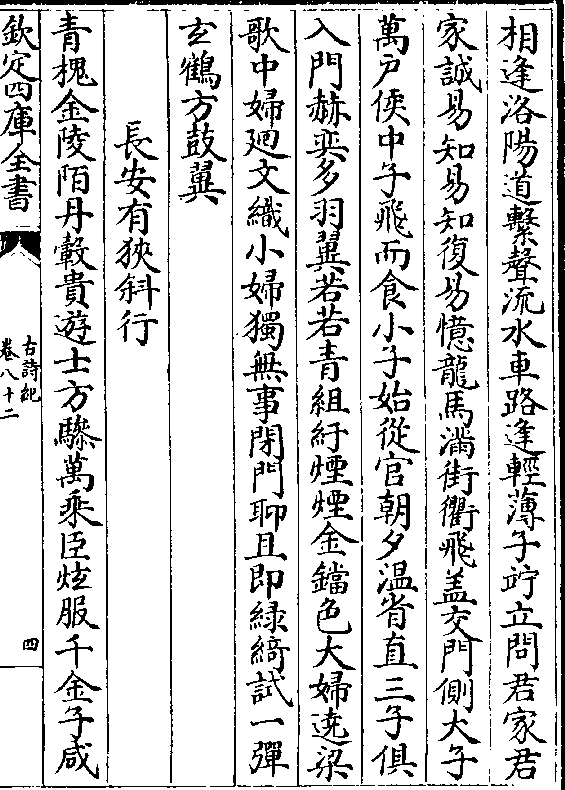 相逢洛陽道繫聲流水車路逢輕薄子竚立問君家君
家誠易知易知復易憶龍馬滿街衢飛盖交門側大子
萬戸侯中子飛而食小子始從官朝夕温省直三子俱
入門赫奕多羽翼若若青組紆煙煙金鐺色大婦遶梁
歌中婦廻文織小婦獨無事閉門聊且即緑綺試一彈
玄鶴方鼓翼
長安有狹斜行
青槐金陵陌丹轂貴遊士方驂萬乘臣炫服千金子咸
欽定四庫全書
古詩紀
卷八十二
四